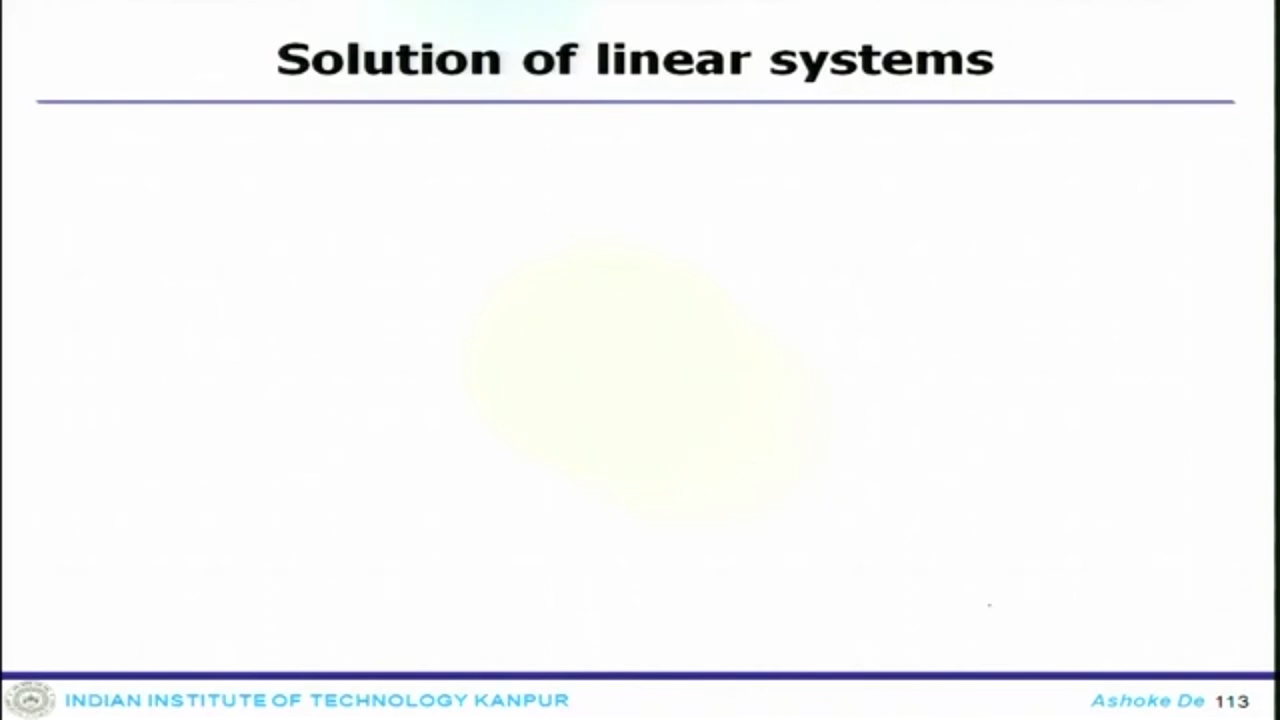 Solution of linear systems
INDIAN INSTITUTE OF TECHNOLOGY KANPUR
Ashoke De 113